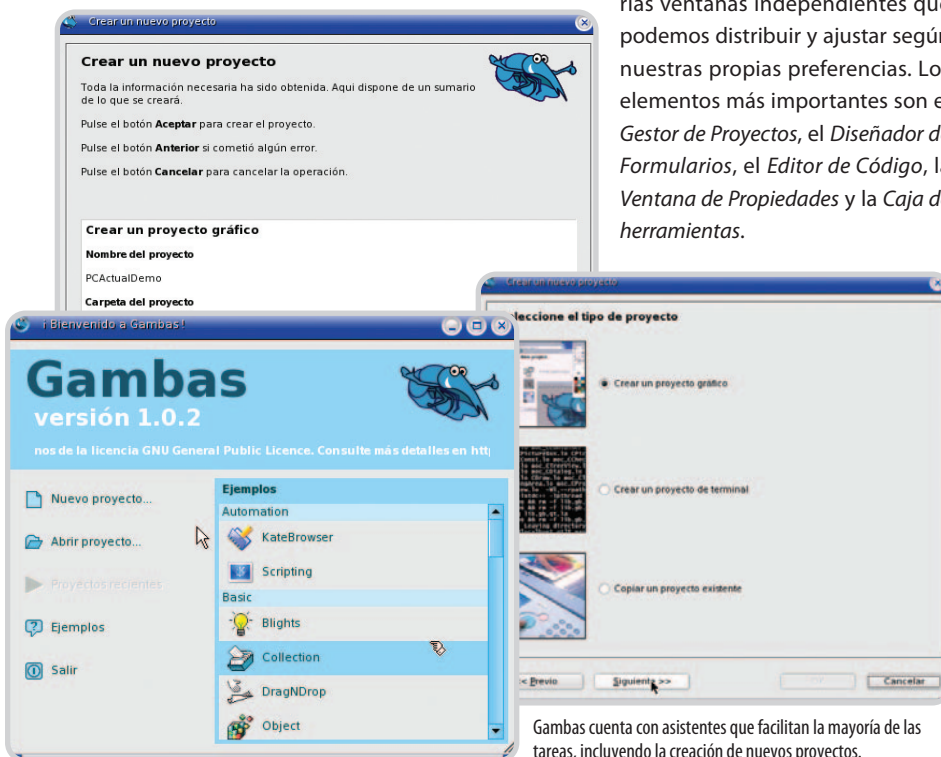 Crear un nuevo proyecto
Crear un nuevo proyecto
Toda la información necesaria ha sido obtenida. Aqui dispone de un sumario
de lo que se creará.
Pulse el botón Aceptar para crear el proyecto.
Pulse el botón Anterior si cometió algún error.
Pulse el botón Cancelar para cancelar la operación.
Crear un proyecto gráfico
Nombre del proyecto
PCActualDemo
Carpeta del proyecto
rias ventanas independientes que
podemos distribuir y ajustar según
nuestras propias preferencias. Lo
elementos más importantes son e
Gestor de Proyectos, el Diseñador d
Formularios, el Editor de Código, la
Ventana de Propiedades y la Caja d
herramientas.
¡ Bienvenido a Gambas!
Gambas
versión 1.0.2
nos de la licencia GNU General Public Licence. Consulte más detalles en http
Nuevo proyecto...
Abrir proyecto...
Proyectos recientes
Ejemplos
Salir
Ejemplos
Automation
KateBrowser
Scripting
Basic
Blights
Collection
DragNDrop
Object
Crear un nuevo proyecto
eleccione el tipo de proyecto
Crear un proyecto gráfico
Crear un proyecto de terminal
Copiar un proyecto existente
< Previo
Siguiente >>
Cancelar
Gambas cuenta con asistentes que facilitan la mayoría de las
tareas, incluyendo la creación de nuevos proyectos.